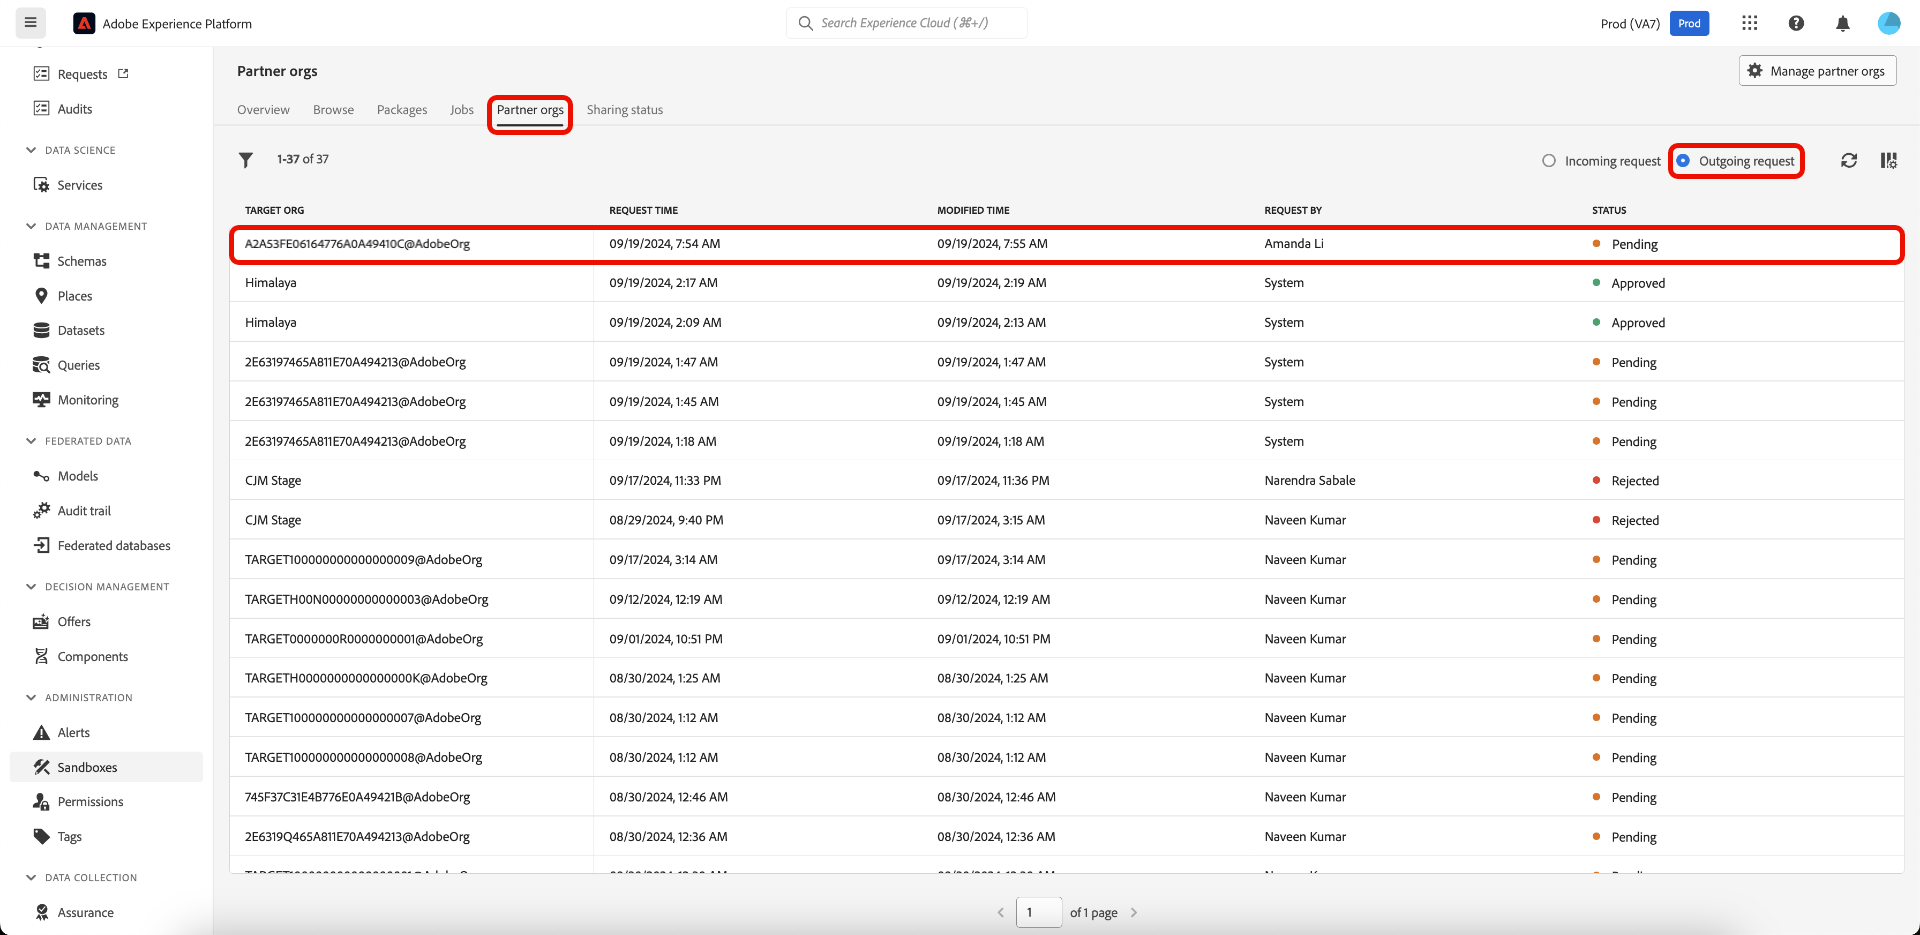 Adobe Experience Platform
Search Experience Cloud (⌘+/)
Prod (VA7)
Prod
Requests
Audits
DATA SCIENCE
Services
DATA MANAGEMENT
Schemas
Places
Datasets
Queries
Monitoring
FEDERATED DATA
Models
Audit trail
Federated databases
DECISION MANAGEMENT
Offers
Components
ADMINISTRATION
Alerts
Sandboxes
Permissions
Tags
DATA COLLECTION
Assurance
Partner orgs
Manage partner orgs
Overview Browse Packages Jobs Partner orgs Sharing status
1-37 of 37
Incoming request Outgoing request
TARGET ORG REQUEST TIME MODIFIED TIME REQUEST BY STATUS
A2A53FE06164776A0A49410C@AdobeOrg 09/19/2024, 7:54 AM 09/19/2024, 7:55 AM Amanda Li Pending
Himalaya 09/19/2024, 2:17 AM 09/19/2024, 2:19 AM System Approved
Himalaya 09/19/2024, 2:09 AM 09/19/2024, 2:13 AM System Approved
2E63197465A811E70A494213@AdobeOrg 09/19/2024, 1:47 AM 09/19/2024, 1:47 AM System Pending
2E63197465A811E70A494213@AdobeOrg 09/19/2024, 1:45 AM 09/19/2024, 1:45 AM System Pending
2E63197465A811E70A494213@AdobeOrg 09/19/2024, 1:18 AM 09/19/2024, 1:18 AM System Pending
CJM Stage 09/17/2024, 11:33 PM 09/17/2024, 11:36 PM Narendra Sabale Rejected
CJM Stage 08/29/2024, 9:40 PM 09/17/2024, 3:15 AM Naveen Kumar Rejected
TARGET100000000000000009@AdobeOrg 09/17/2024, 3:14 AM 09/17/2024, 3:14 AM Naveen Kumar Pending
TARGETH00N00000000000003@AdobeOrg 09/12/2024, 12:19 AM 09/12/2024, 12:19 AM Naveen Kumar Pending
TARGET0000000R0000000001@AdobeOrg 09/01/2024, 10:51 PM 09/01/2024, 10:51 PM Naveen Kumar Pending
TARGETH0000000000000000K@AdobeOrg 08/30/2024, 1:25 AM 08/30/2024, 1:25 AM Naveen Kumar Pending
TARGET100000000000000007@AdobeOrg 08/30/2024, 1:12 AM 08/30/2024, 1:12 AM Naveen Kumar Pending
TARGET100000000000000008@AdobeOrg 08/30/2024, 1:12 AM 08/30/2024, 1:12 AM Naveen Kumar Pending
745F37C31E4B776E0A49421B@AdobeOrg 08/30/2024, 12:46 AM 08/30/2024, 12:46 AM Naveen Kumar Pending
2E6319Q465A811E70A494213@AdobeOrg 08/30/2024, 12:36 AM 08/30/2024, 12:36 AM Naveen Kumar Pending
1 of 1 page